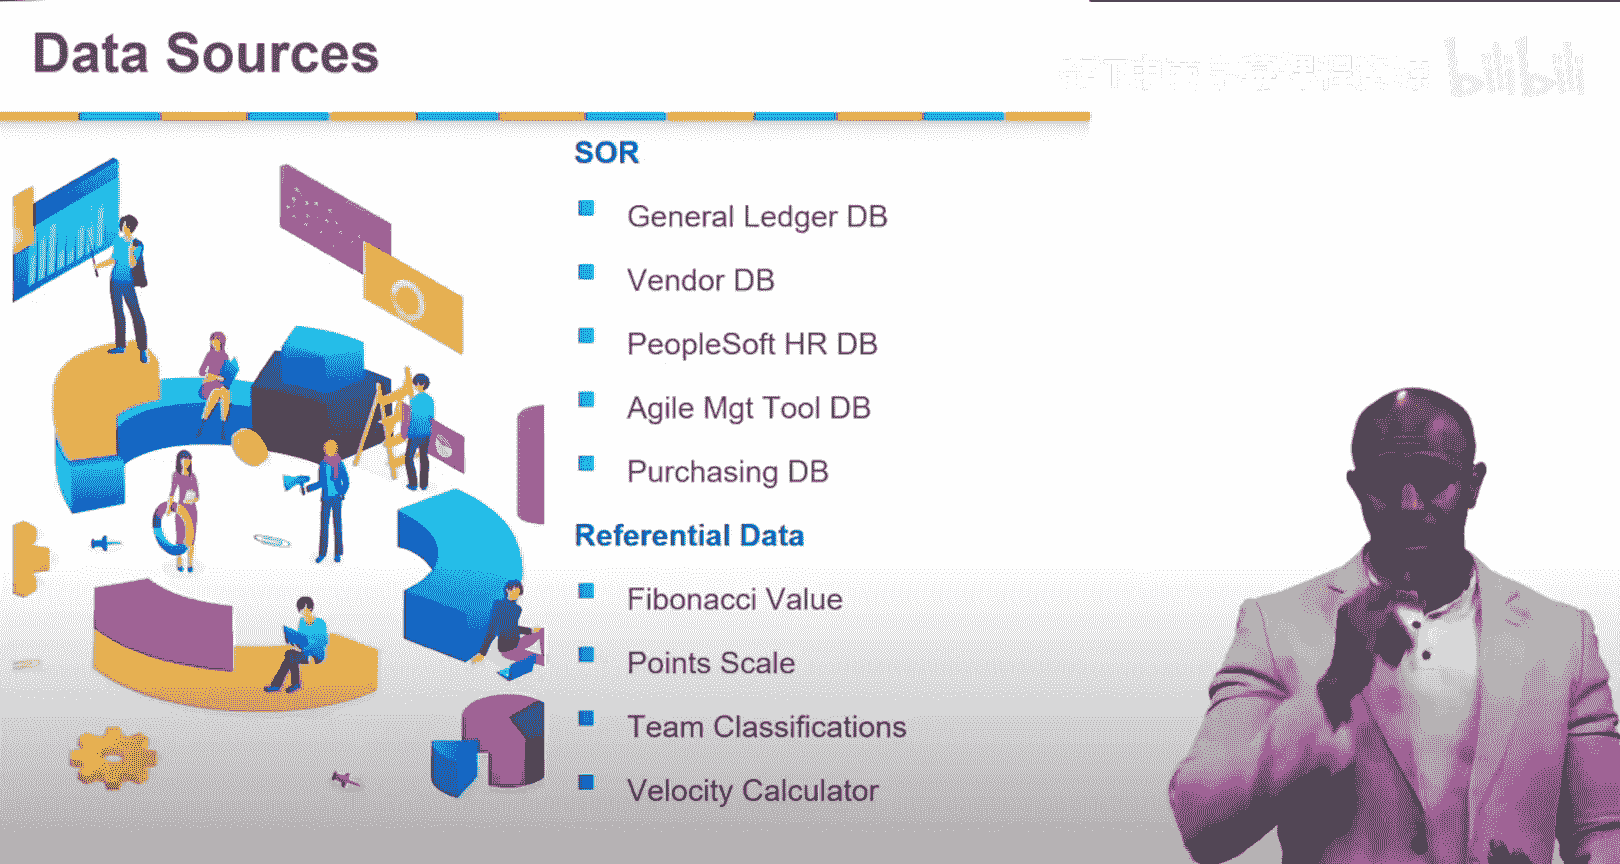 Data Sources
bilibili
SOR
General Ledger DB
Vendor DB
PeopleSoft HR DB
Agile Mgt Tool DB
Purchasing DB
Referential Data
Fibonacci Value
Points Scale
Team Classifications
Velocity Calculator